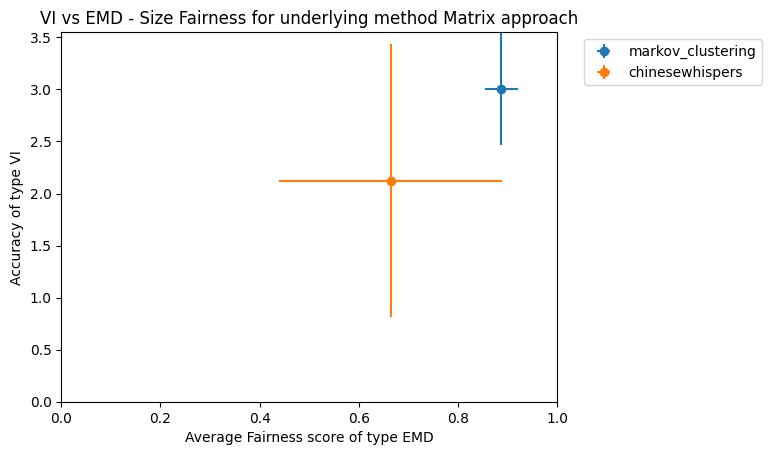 VI vs EMD - Size Fairness for underlying method Matrix approach
markov_clustering
chinesewhispers
Accuracy of type VI
3.5
3.0
2.5
2.0
1.5
1.0
0.5
0.0
0.0 0.2 0.4 0.6 0.8 1.0
Average Fairness score of type EMD